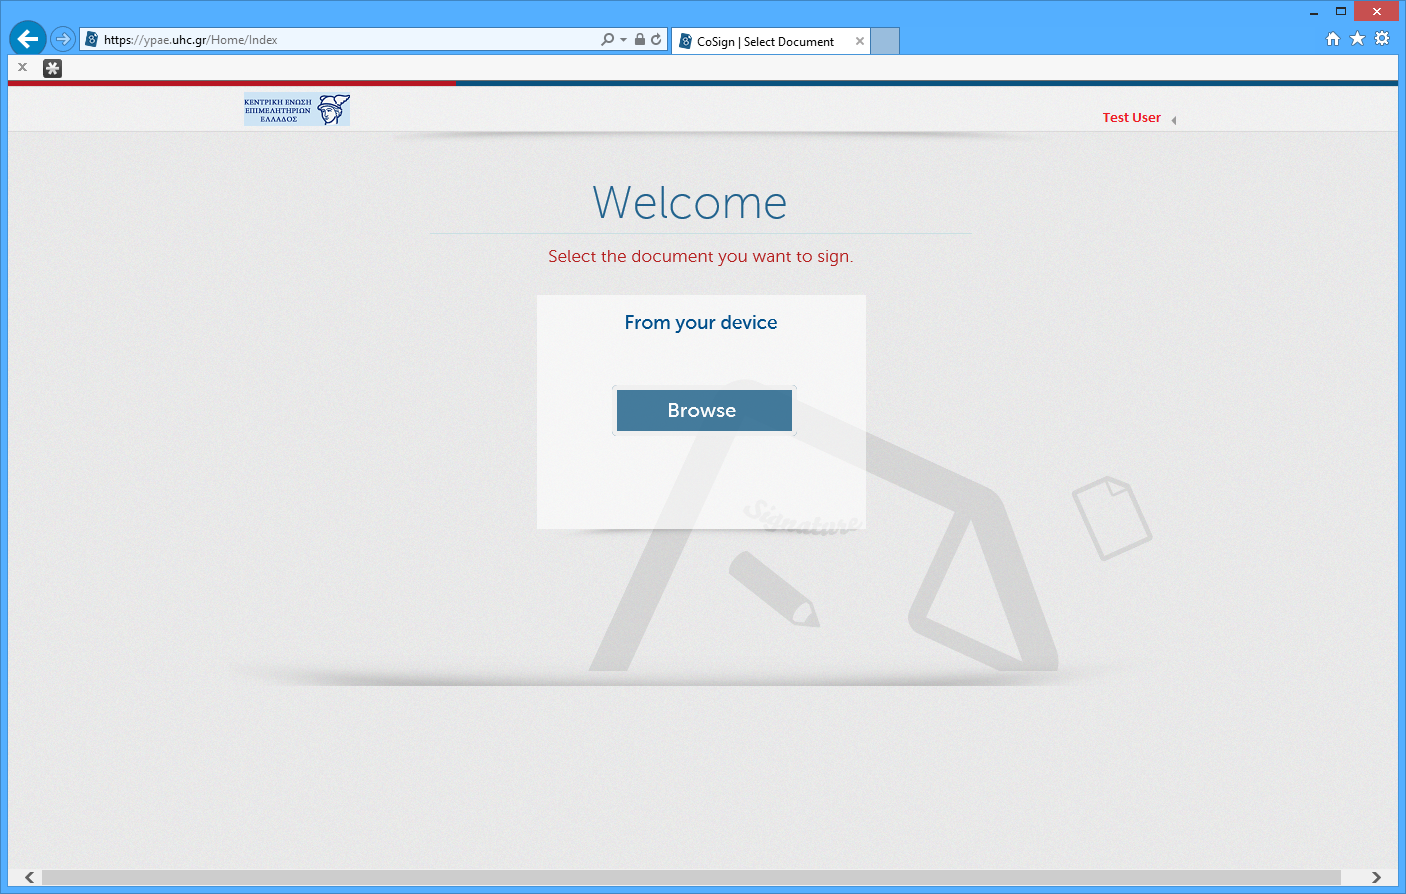 https://ypae.uhc.gr/Home/Index
CoSign | Select Document
ΚΕΝΤΡΙΚΗ ΕΝΩΣΗ
ΕΠΙΜΕΛΗΤΗΡΙΩΝ
ΕΛΛΑΔΟΣ
Test User
Welcome
Select the document you want to sign.
From your device
Browse
Signature